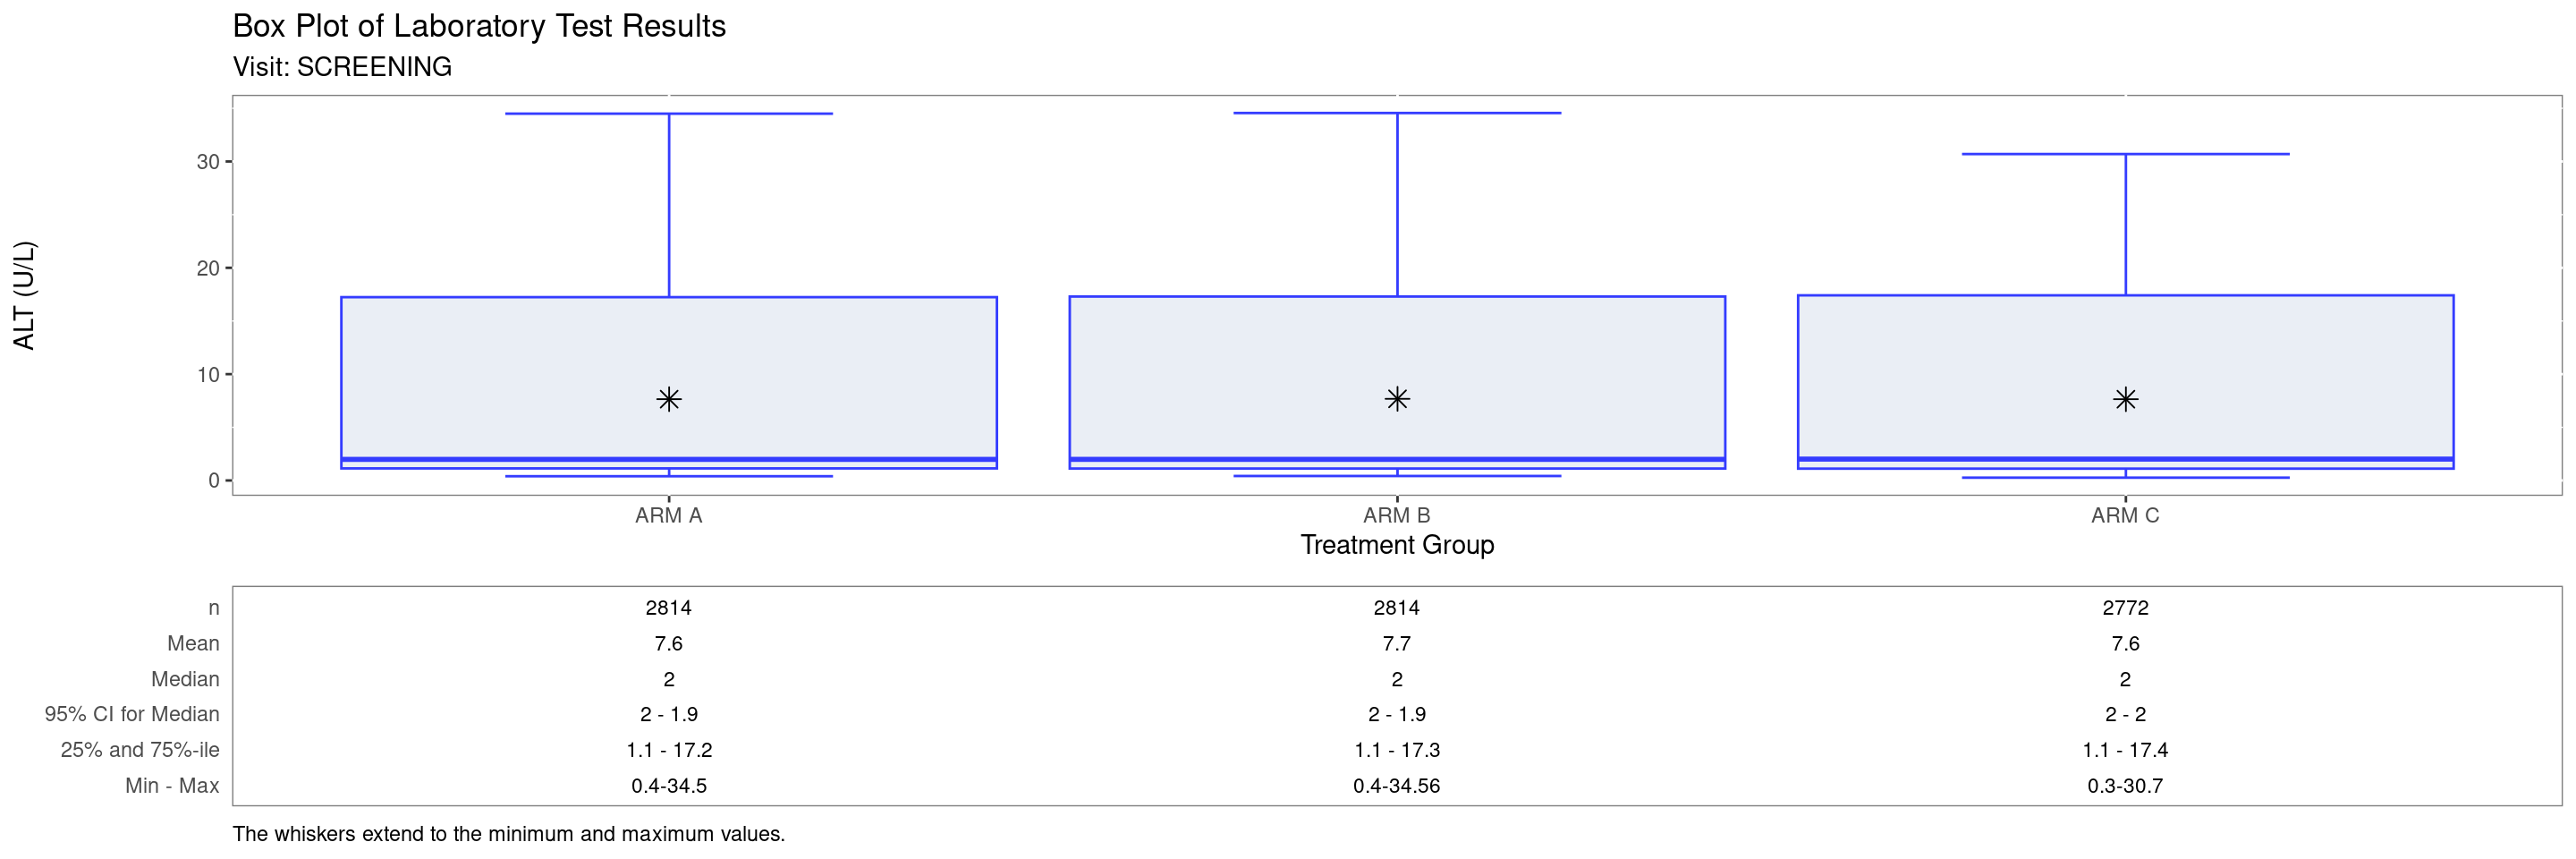 Box Plot of Laboratory Test Results
Visit: SCREENING
ALT (U/L)
30
20
10
0
ARM A ARM B ARM C
Treatment Group
n 2814 2814 2772
Mean 7.6 7.7 7.6
Median 2 2 2
95% CI for Median 2 - 1.9 2 - 1.9 2 - 2
25% and 75%-ile 1.1 - 17.2 1.1 - 17.3 1.1 - 17.4
Min - Max 0.4-34.5 0.4-34.56 0.3-30.7
The whiskers extend to the minimum and maximum values.